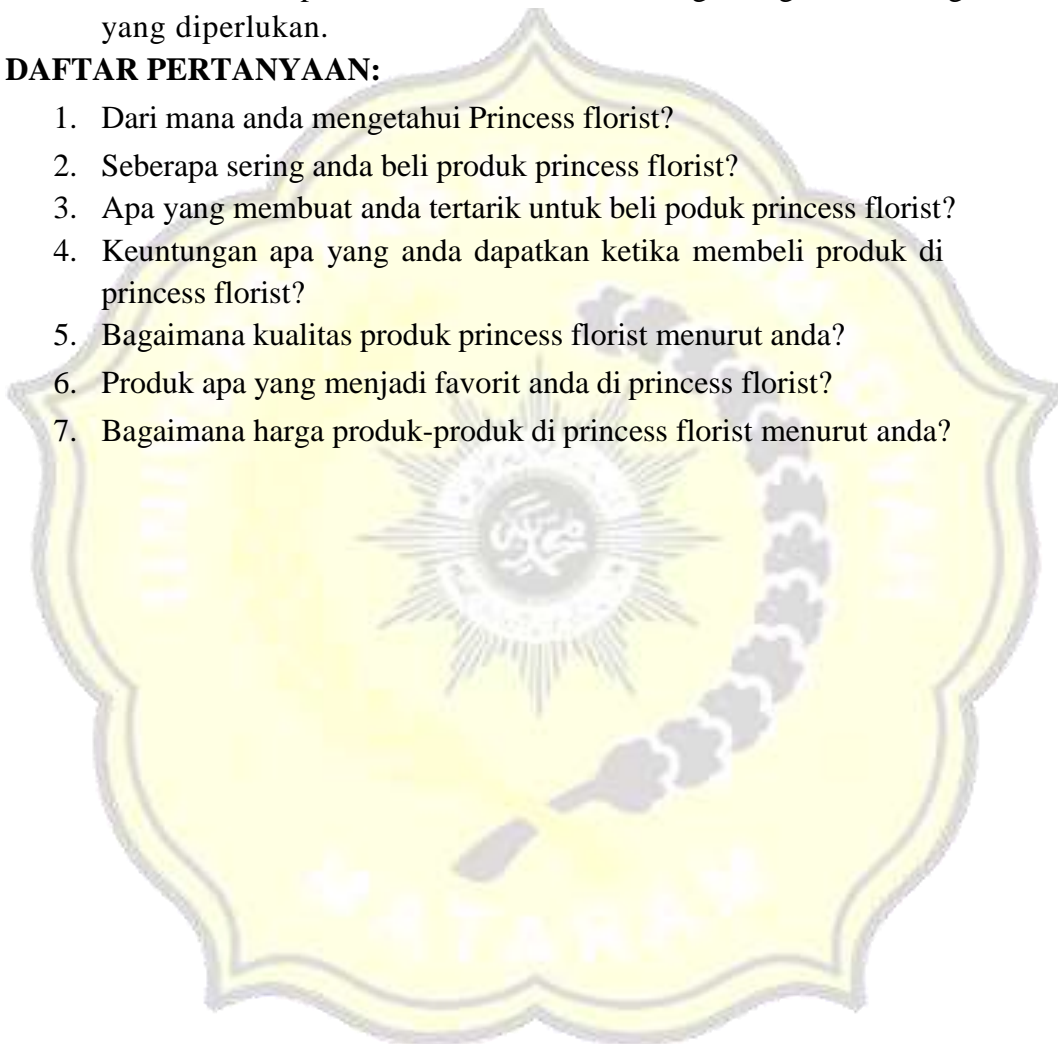 yang diperlukan.
DAFTAR PERTANYAAN:
1. Dari mana anda mengetahui Princess florist?
2. Seberapa sering anda beli produk princess florist?
3. Apa yang membuat anda tertarik untuk beli poduk princess florist?
4. Keuntungan apa yang anda dapatkan ketika membeli produk di
princess florist?
5. Bagaimana kualitas produk princess florist menurut anda?
6. Produk apa yang menjadi favorit anda di princess florist?
7. Bagaimana harga produk-produk di princess florist menurut anda?
MATARAM